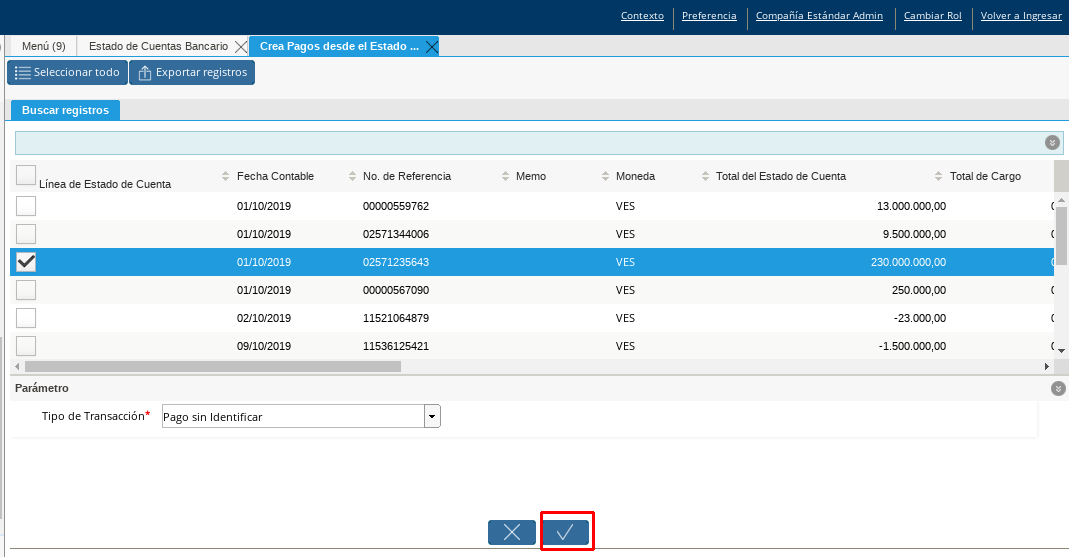 Contexto Preferencia Compañía Estándar Admin Cambiar Rol Volver a Ingresar
Menú (9) Estado de Cuentas Bancario Crea Pagos desde el Estado ...
Seleccionar todo Exportar registros
Buscar registros
Línea de Estado de Cuenta Fecha Contable No. de Referencia Memo Moneda Total del Estado de Cuenta Total de Cargo
01/10/2019 00000559762 VES 13.000.000,00
01/10/2019 02571344006 VES 9.500.000,00
01/10/2019 02571235643 VES 230.000.000,00
01/10/2019 00000567090 VES 250.000,00
02/10/2019 11521064879 VES -23.000,00
09/10/2019 11536125421 VES -1.500.000,00
Parámetro
Tipo de Transacción* Pago sin Identificar